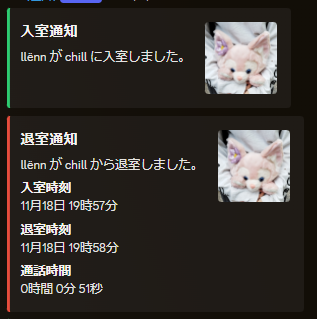 入室通知
llënn が chill に入室しました。
退室通知
llënn が chill から退室しました。
入室時刻
11月18日 19時57分
退室時刻
11月18日 19時58分
通話時間
0時間 0分 51秒